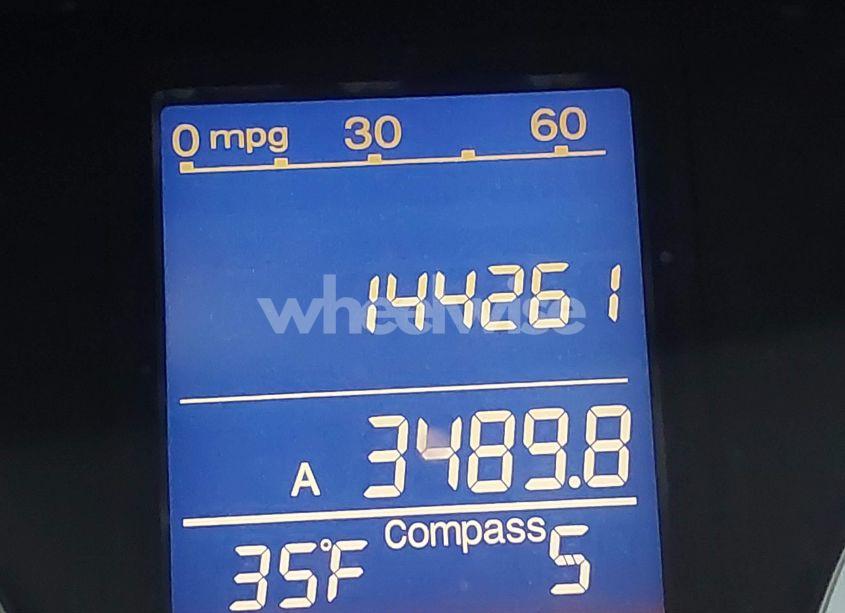 0 mpg 30 60
144261
wheelwise
A 3489.8
35°F Compass S